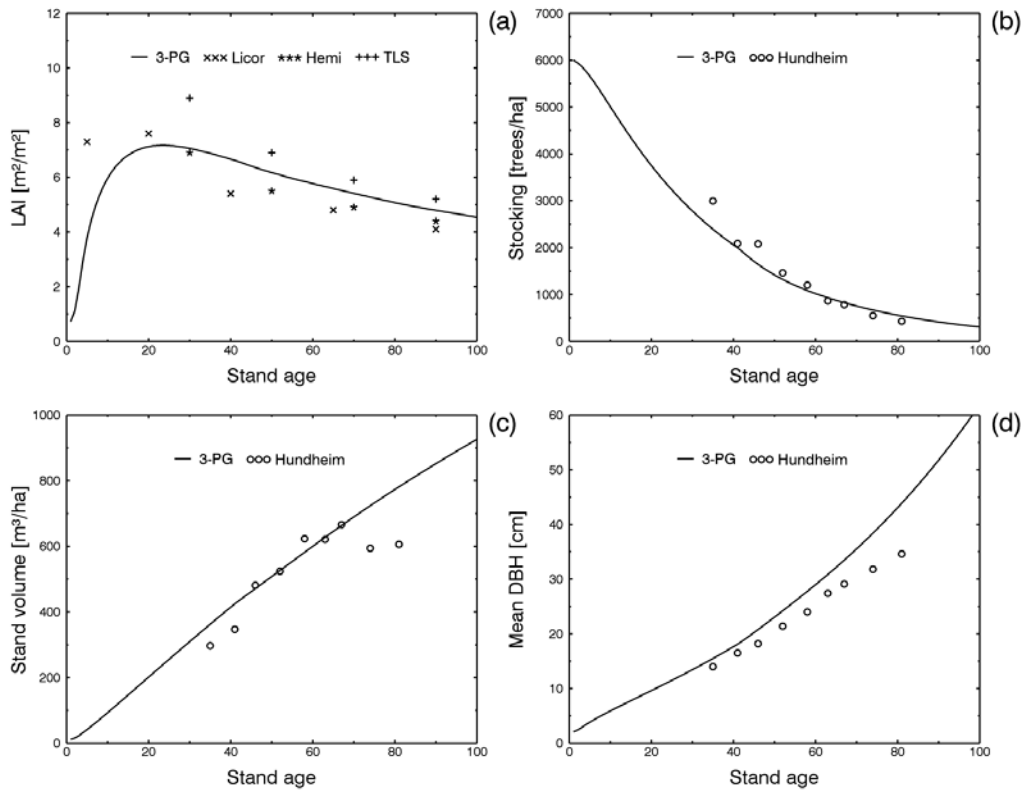 (a)
12
10
8
6
4
2
0
LAI [m²/m²]
3-PG ××× Licor *** Hemi +++ TLS
0 20 40 60 80 100
Stand age
(b)
7000
6000
5000
4000
3000
2000
1000
0
Stocking [trees/ha]
3-PG ooo Hundheim
0 20 40 60 80 100
Stand age
(c)
1000
800
600
400
200
0
Stand volume [m³/ha]
3-PG ooo Hundheim
0 20 40 60 80 100
Stand age
(d)
60
50
40
30
20
10
0
Mean DBH [cm]
3-PG ooo Hundheim
0 20 40 60 80 100
Stand age